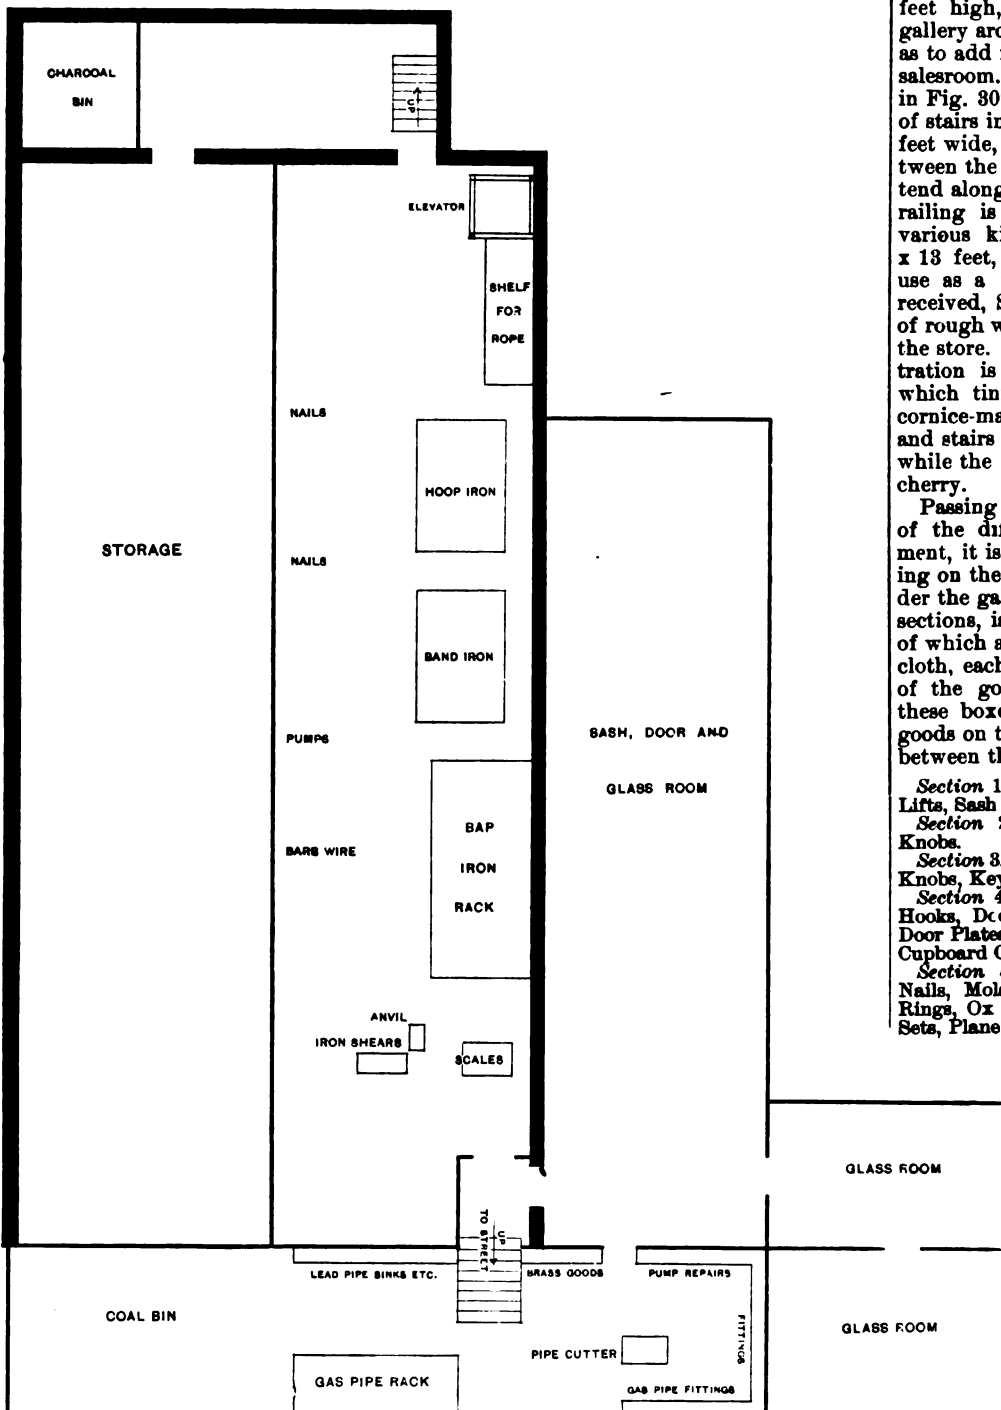 CHARCOAL
BIN
UP
ELEVATOR
SHELF
FOR
ROPE
NAILS
HOOP IRON
STORAGE
NAILS
BAND IRON
PUMPS
SASH, DOOR AND
GLASS ROOM
BARB WIRE
BAP
IRON
RACK
ANVIL
IRON SHEARS
SCALES
GLASS ROOM
UP
TO STREET
LEAD PIPE SINKS ETC.
BRASS GOODS
PUMP REPAIRS
COAL BIN
FITTINGS
GLASS ROOM
PIPE CUTTER
GAS PIPE RACK
GAS PIPE FITTINGS
feet high,
gallery aro
as to add
salesroom.
in Fig. 30
of stairs in
feet wide,
tween the
tend along
railing is
various ki
x 13 feet,
use as a
received, S
of rough w
the store.
tration is
which tin
cornice-ma
and stairs
while the
cherry.
Passing
of the dif
ment, it is
ing on the
der the ga
sections, is
of which a
cloth, each
of the go
these boxe
goods on t
between th
Section 1
Lifts, Sash
Section
Knobs.
Section 3
Knobs, Key
Section 4
Hooks, Doo
Door Plates
Cupboard C
Section
Nails, Mol
Rings, Ox
Sets, Plane